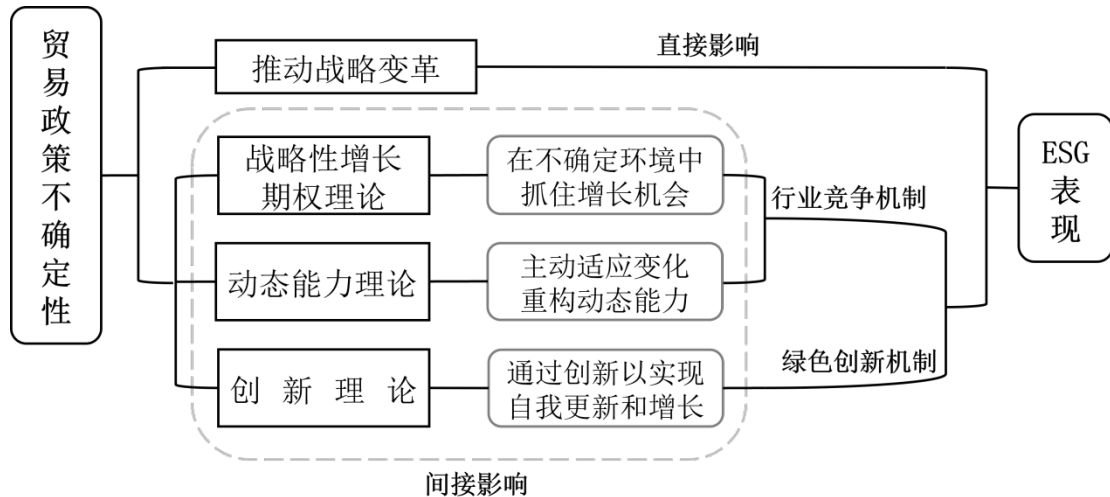 贸易政策不确定性
推动战略变革
直接影响
战略性增长
期权理论
在不确定环境中
抓住增长机会
行业竞争机制
动态能力理论
主动适应变化
重构动态能力
创新理论
通过创新以实现
自我更新和增长
绿色创新机制
间接影响
ESG
表
现